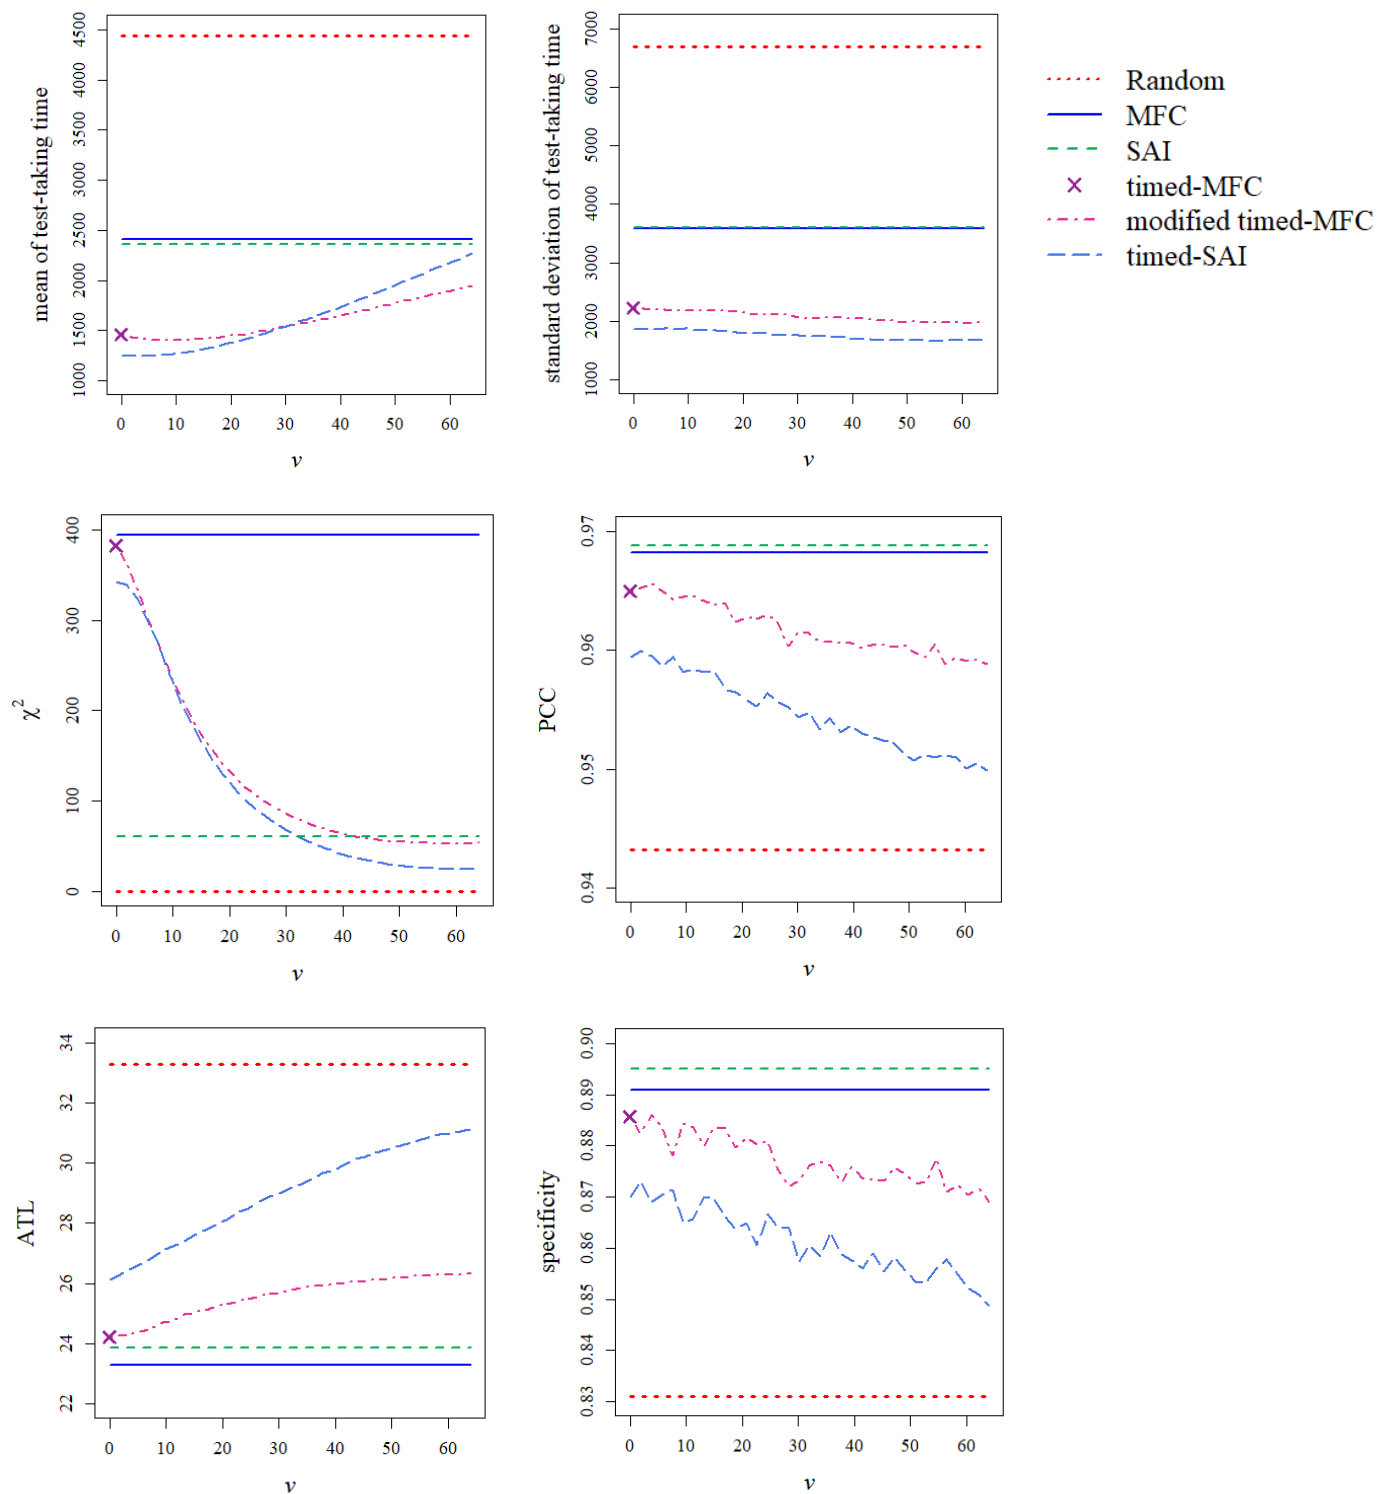 mean of test-taking time
4500
4000
3500
3000
2500
2000
1500
1000
0 10 20 30 40 50 60
v
standard deviation of test-taking time
7000
6000
5000
4000
3000
2000
1000
0 10 20 30 40 50 60
v
Random
MFC
SAI
timed-MFC
modified timed-MFC
timed-SAI
χ²
400
300
200
100
0
0 10 20 30 40 50 60
v
PCC
0.97
0.96
0.95
0.94
0 10 20 30 40 50 60
v
ATL
34
32
30
28
26
24
22
0 10 20 30 40 50 60
v
specificity
0.90
0.89
0.88
0.87
0.86
0.85
0.84
0.83
0 10 20 30 40 50 60
v